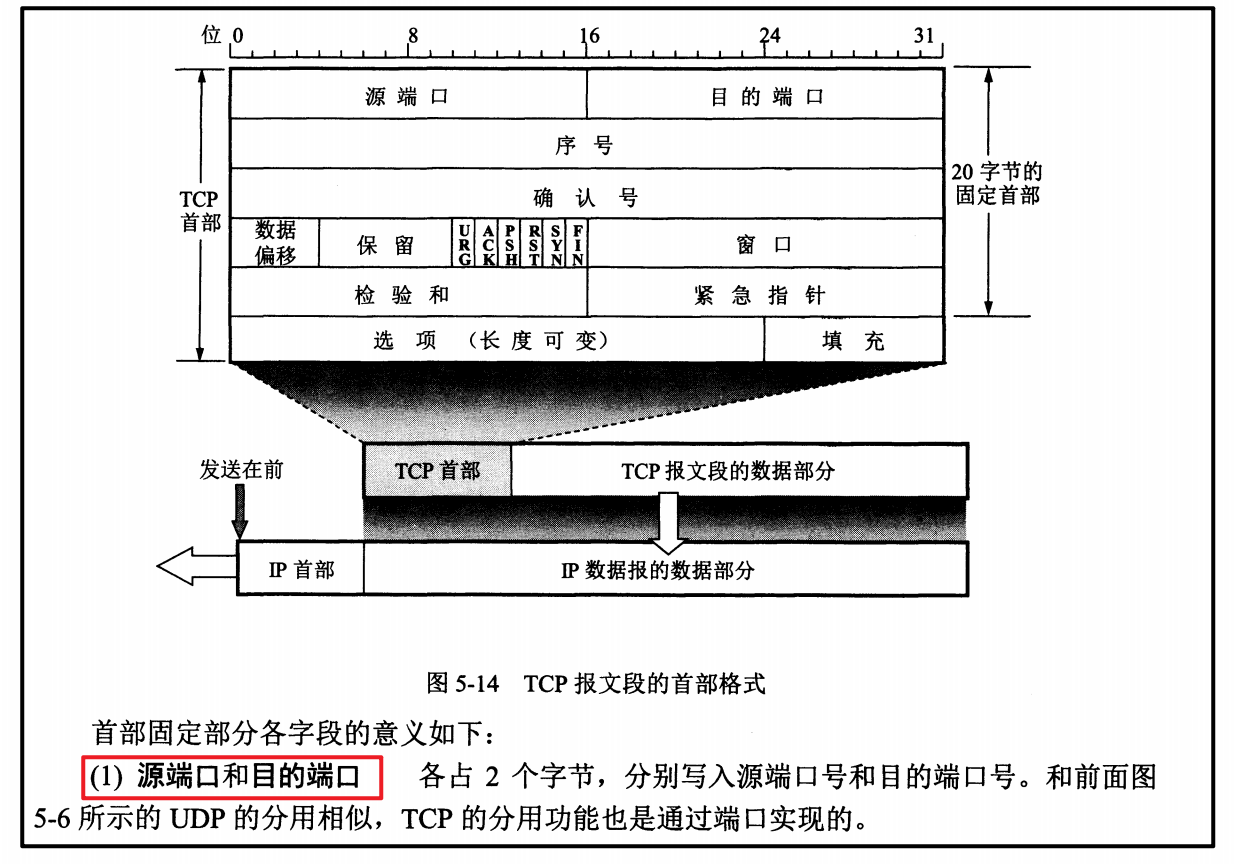 位 0 8 16 24 31
源端口 目的端口
序号
确认号
20 字节的
固定首部
TCP
首部
数据
偏移
保留
URG
ACK
PSH
RST
SYN
FIN
窗口
检验和 紧急指针
选项（长度可变） 填充
发送在前
TCP 首部 TCP 报文段的数据部分
IP 首部 IP 数据报的数据部分
图 5-14 TCP 报文段的首部格式
首部固定部分各字段的意义如下：
(1) 源端口和目的端口 各占 2 个字节，分别写入源端口号和目的端口号。和前面图
5-6 所示的 UDP 的分用相似，TCP 的分用功能也是通过端口实现的。